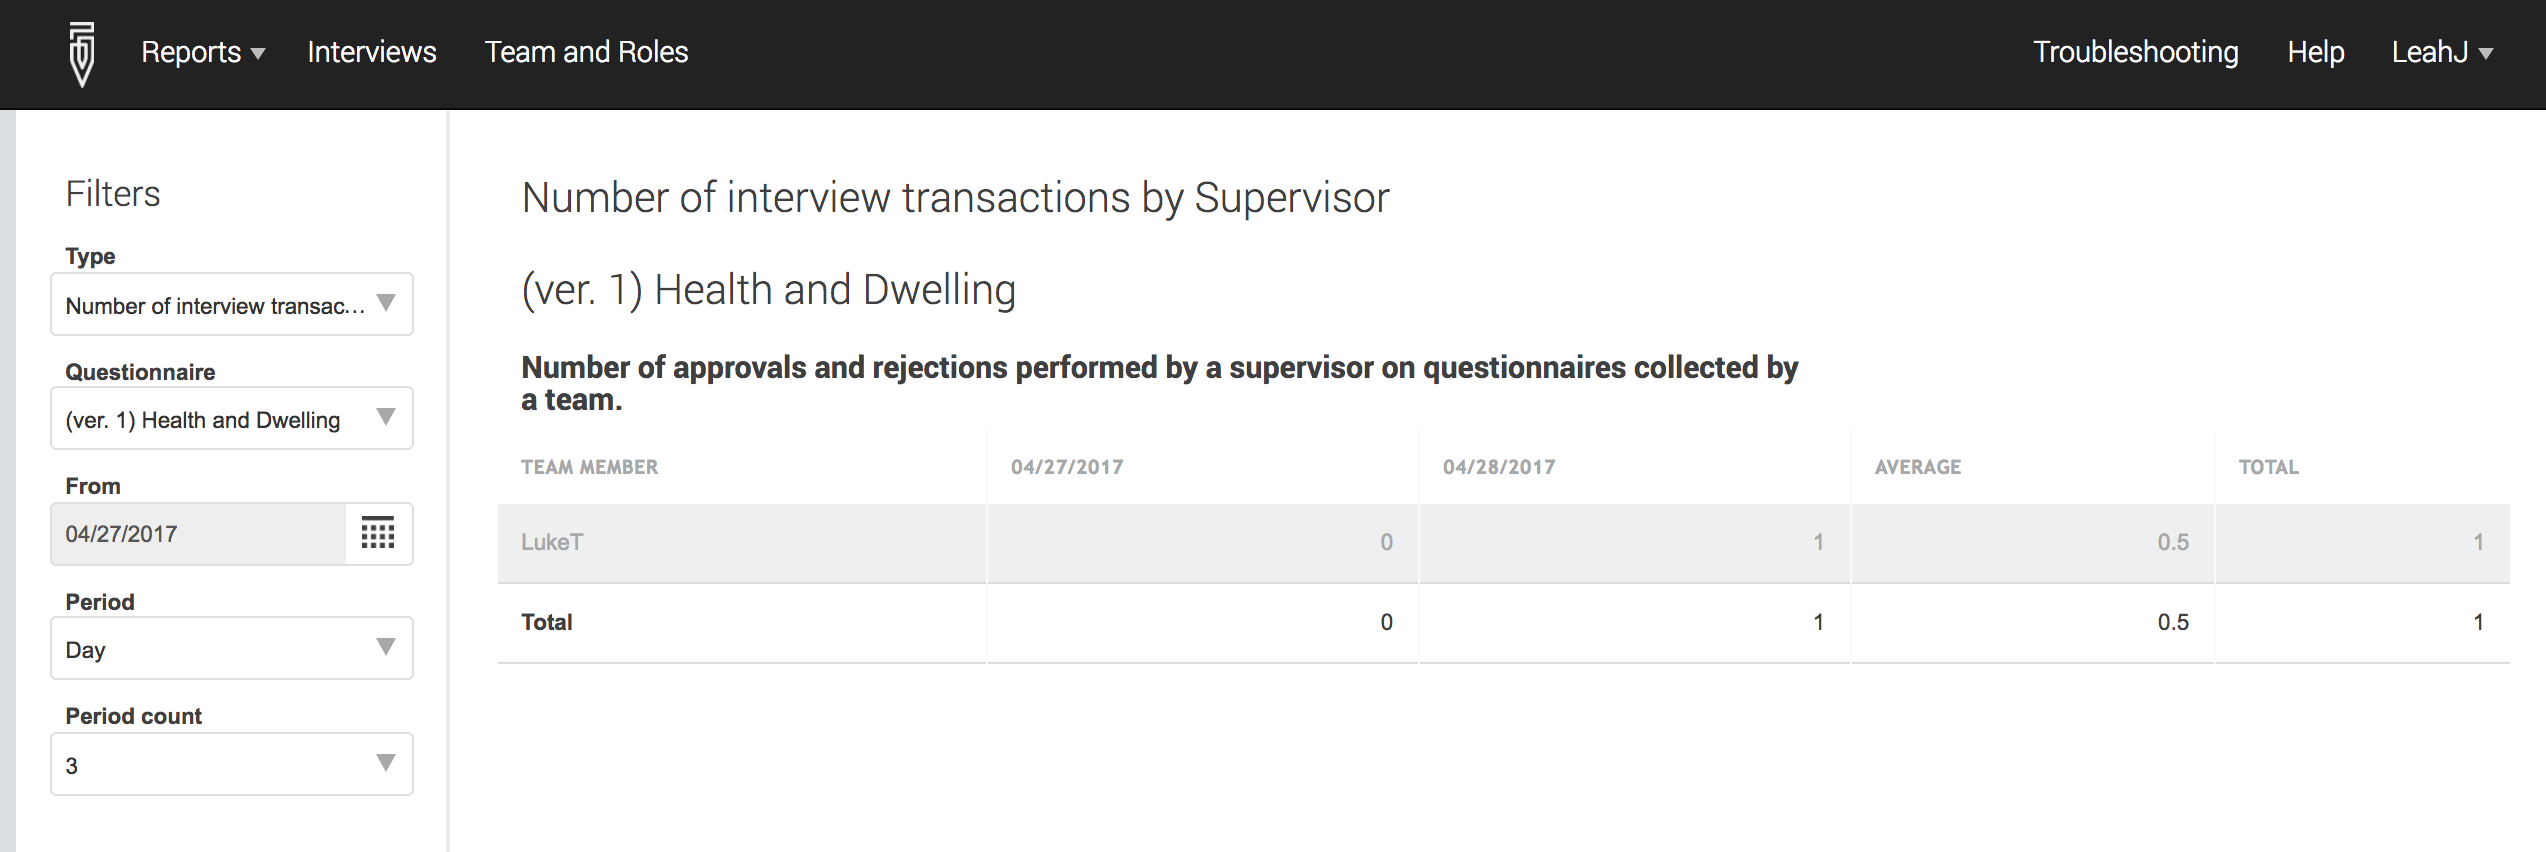 Reports Interviews Team and Roles Troubleshooting Help LeahJ
Filters
Type
Number of interview transac...
Questionnaire
(ver. 1) Health and Dwelling
From
04/27/2017
Period
Day
Period count
3
Number of interview transactions by Supervisor
(ver. 1) Health and Dwelling
Number of approvals and rejections performed by a supervisor on questionnaires collected by
a team.
TEAM MEMBER 04/27/2017 04/28/2017 AVERAGE TOTAL
LukeT 0 1 0.5 1
Total 0 1 0.5 1